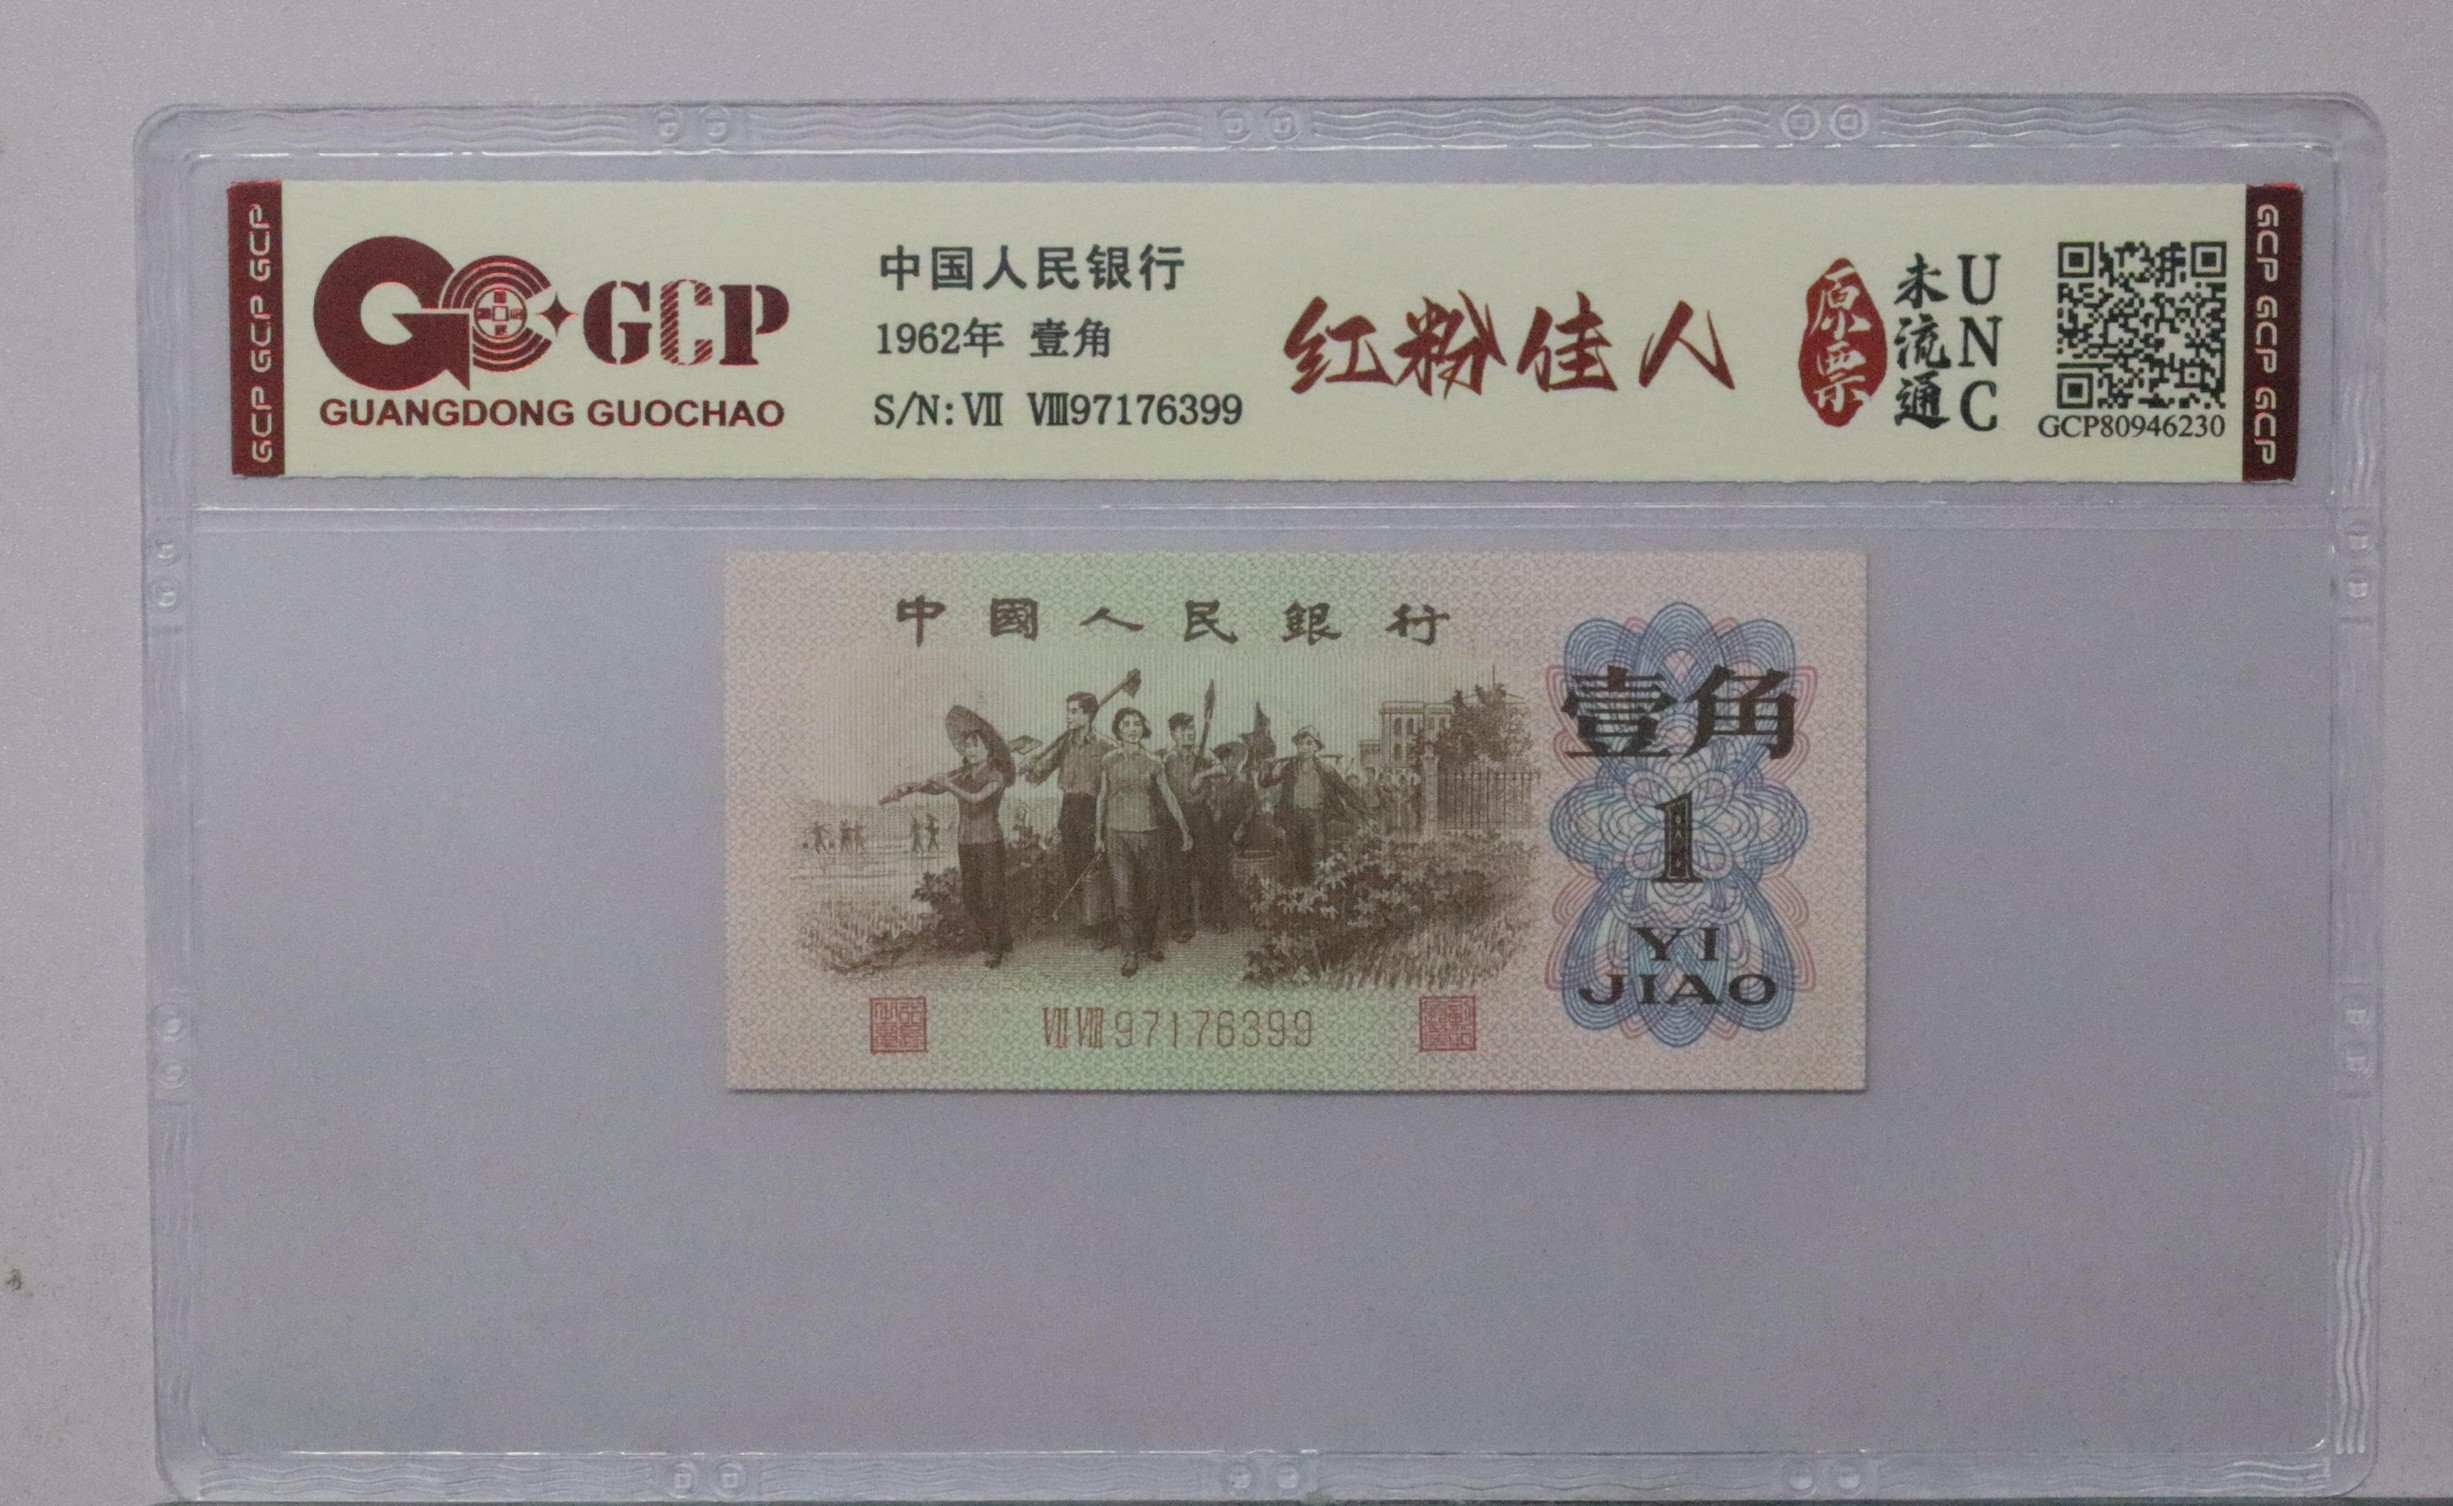 GCP GCP GCP
GCP
GUANGDONG GUOCHAO
中国人民银行
1962年 壹角
S/N: Ⅶ Ⅷ97176399
红粉佳人
原票
未流通
UNC
GCP80946230
GCP GCP GCP
中國人民銀行
壹角
1
YI
JIAO
ⅦⅧ97176399